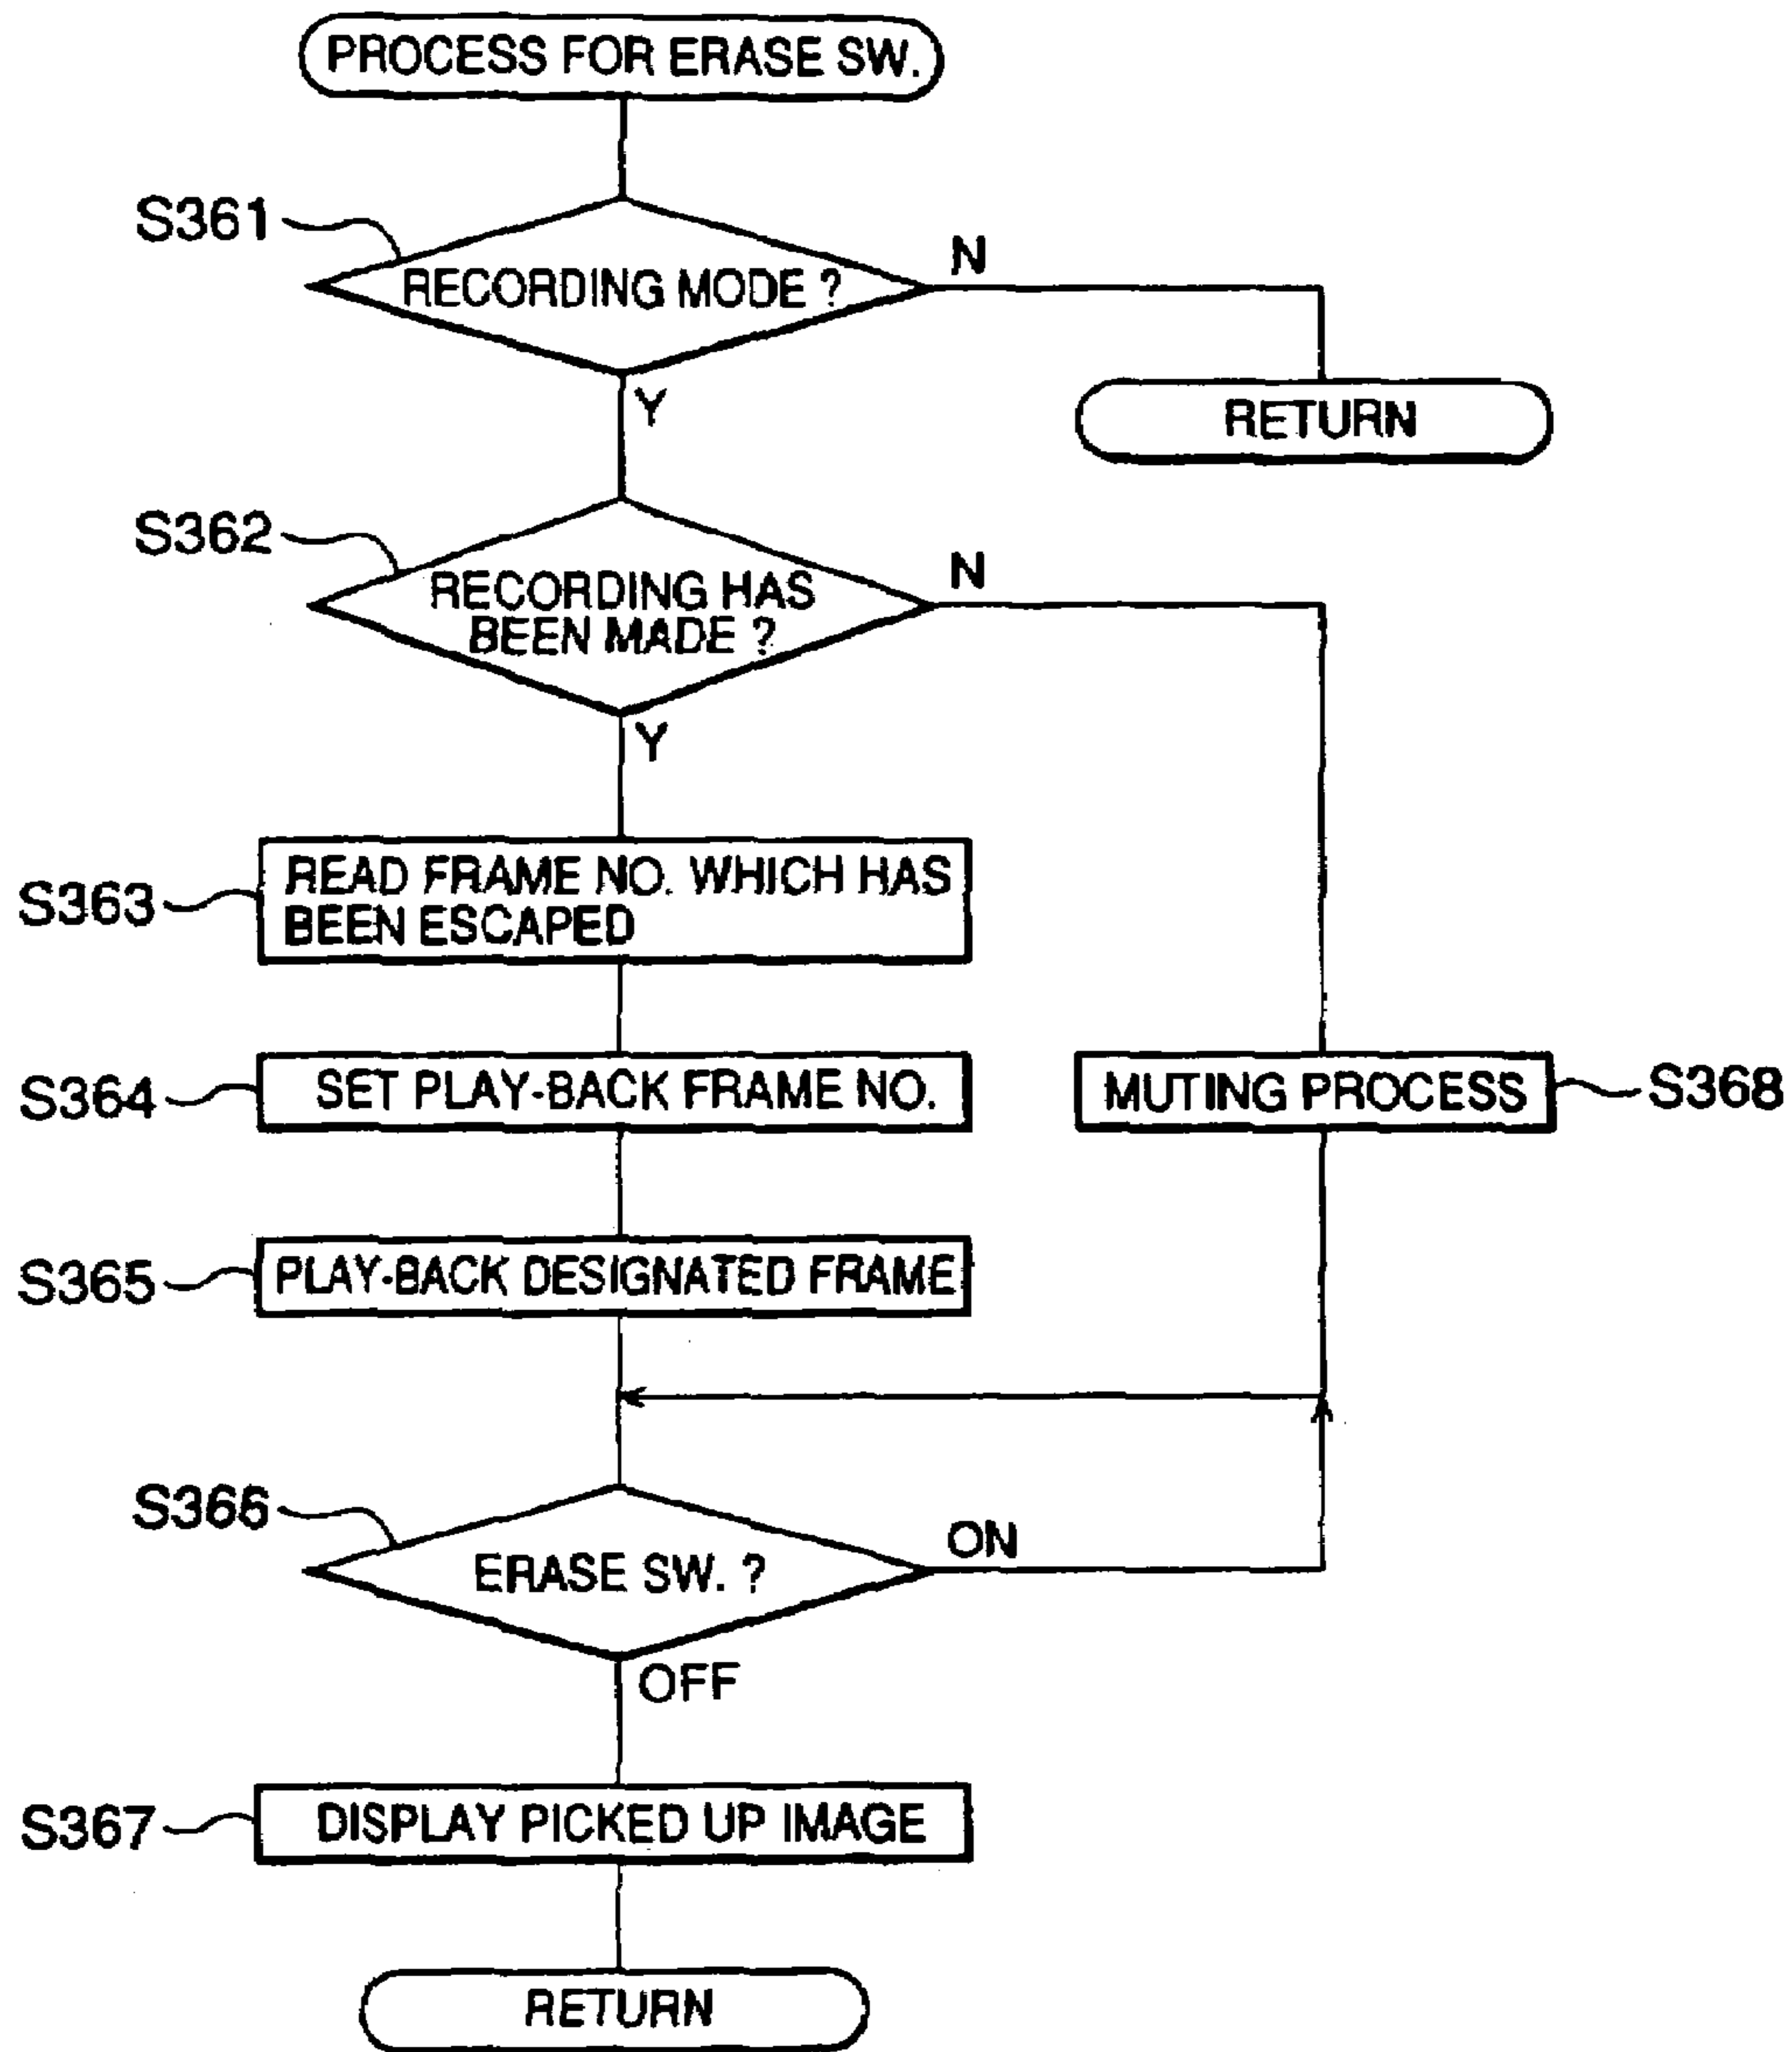 PROCESS FOR ERASE SW.
S361
RECORDING MODE ?
N
RETURN
Y
S362
RECORDING HAS
BEEN MADE ?
N
Y
S363
READ FRAME NO. WHICH HAS
BEEN ESCAPED
S364
SET PLAY-BACK FRAME NO.
MUTING PROCESS
S368
S365
PLAY-BACK DESIGNATED FRAME
S366
ERASE SW. ?
ON
OFF
S367
DISPLAY PICKED UP IMAGE
RETURN